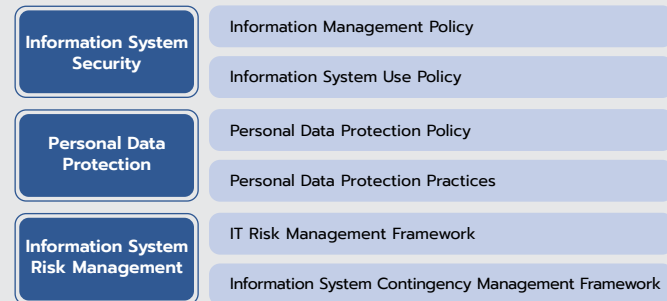 Information System
Security
Information Management Policy
Information System Use Policy
Personal Data
Protection
Personal Data Protection Policy
Personal Data Protection Practices
Information System
Risk Management
IT Risk Management Framework
Information System Contingency Management Framework